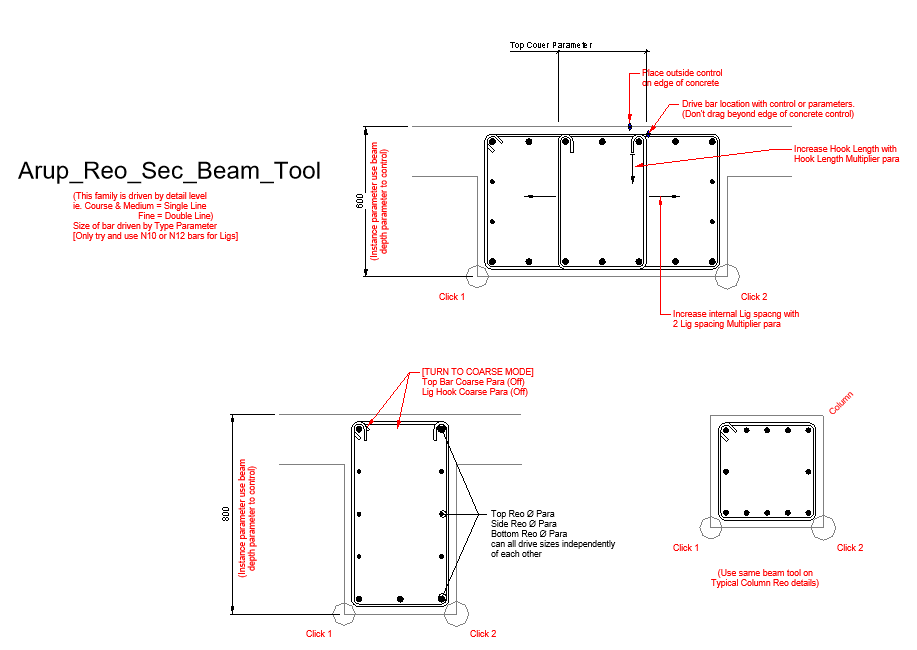 Top Cover Parameter
Place outside control
on edge of concrete
Drive bar location with control or parameters.
(Don't drag beyond edge of concrete control)
Increase Hook Length with
Hook Length Multiplier para
Arup_Reo_Sec_Beam_Tool
(This family is driven by detail level
ie. Course & Medium = Single Line
Fine = Double Line)
Size of bar driven by Type Parameter
[Only try and use N10 or N12 bars for Ligs]
600
(Instance parameter use beam
depth parameter to control)
Click 1
Click 2
Increase internal Lig spacng with
2 Lig spacing Multiplier para
[TURN TO COARSE MODE]
Top Bar Coarse Para (Off)
Lig Hook Coarse Para (Off)
800
(Instance parameter use beam
depth parameter to control)
Top Reo Ø Para
Side Reo Ø Para
Bottom Reo Ø Para
can all drive sizes independently
of each other
Click 1
Click 2
Column
Click 1
Click 2
(Use same beam tool on
Typical Column Reo details)